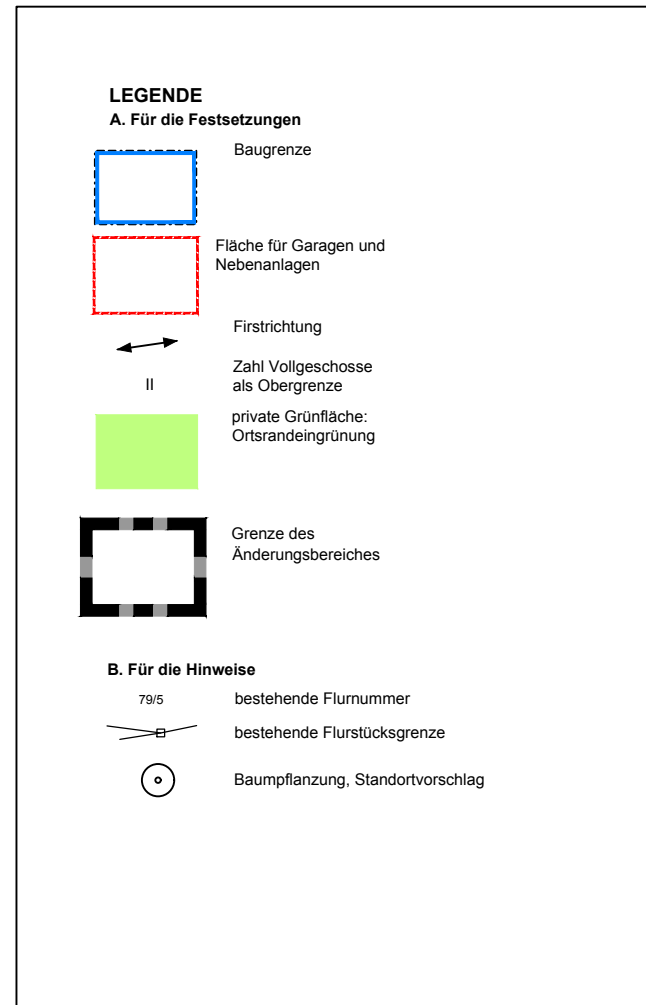 LEGENDE
A. Für die Festsetzungen
Baugrenze
Fläche für Garagen und
Nebenanlagen
Firstrichtung
Zahl Vollgeschosse
II
als Obergrenze
private Grünfläche:
Ortsrandeingrünung
Grenze des
Änderungsbereiches
B. Für die Hinweise
79/5 bestehende Flurnummer
bestehende Flurstücksgrenze
Baumpflanzung, Standortvorschlag